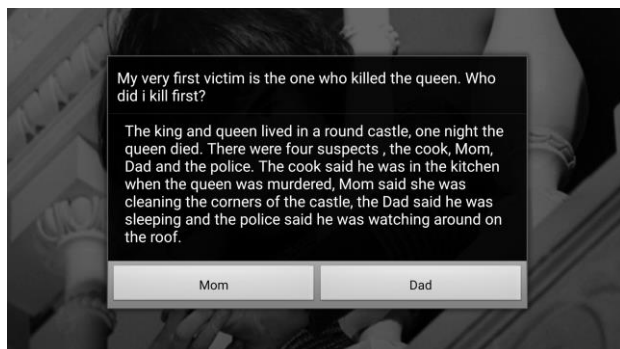 My very first victim is the one who killed the queen. Who
did i kill first?
The king and queen lived in a round castle, one night the
queen died. There were four suspects , the cook, Mom,
Dad and the police. The cook said he was in the kitchen
when the queen was murdered, Mom said she was
cleaning the corners of the castle, the Dad said he was
sleeping and the police said he was watching around on
the roof.
Mom
Dad